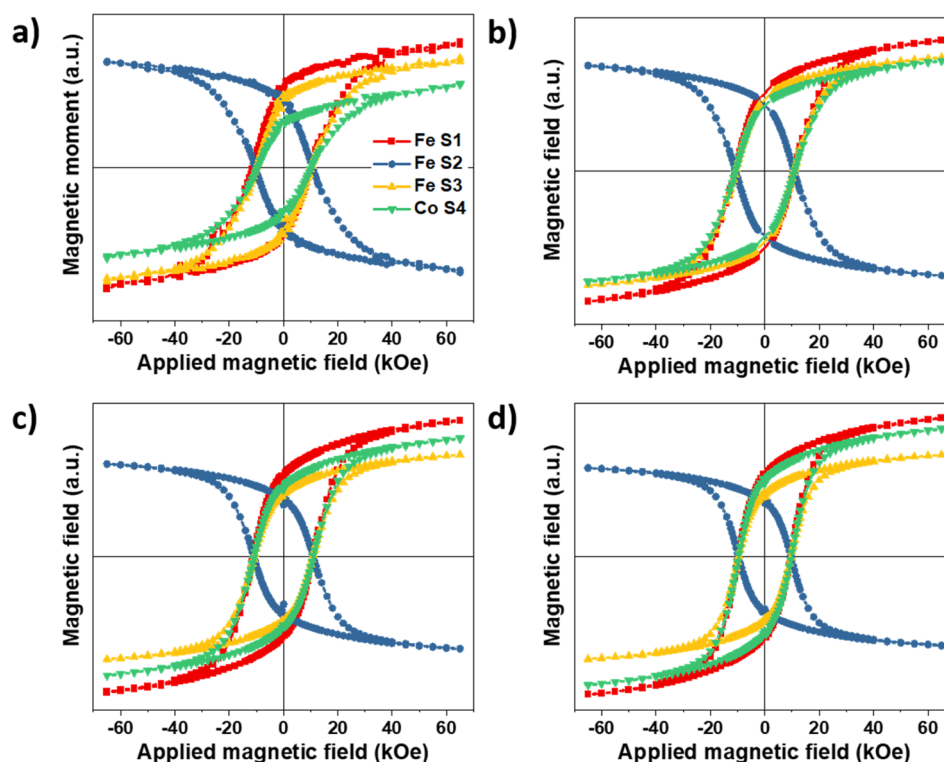 a)
Magnetic moment (a.u.)
Fe S1
Fe S2
Fe S3
Co S4
-60 -40 -20 0 20 40 60
Applied magnetic field (kOe)
b)
Magnetic field (a.u.)
-60 -40 -20 0 20 40 60
Applied magnetic field (kOe)
c)
Magnetic field (a.u.)
-60 -40 -20 0 20 40 60
Applied magnetic field (kOe)
d)
Magnetic field (a.u.)
-60 -40 -20 0 20 40 60
Applied magnetic field (kOe)